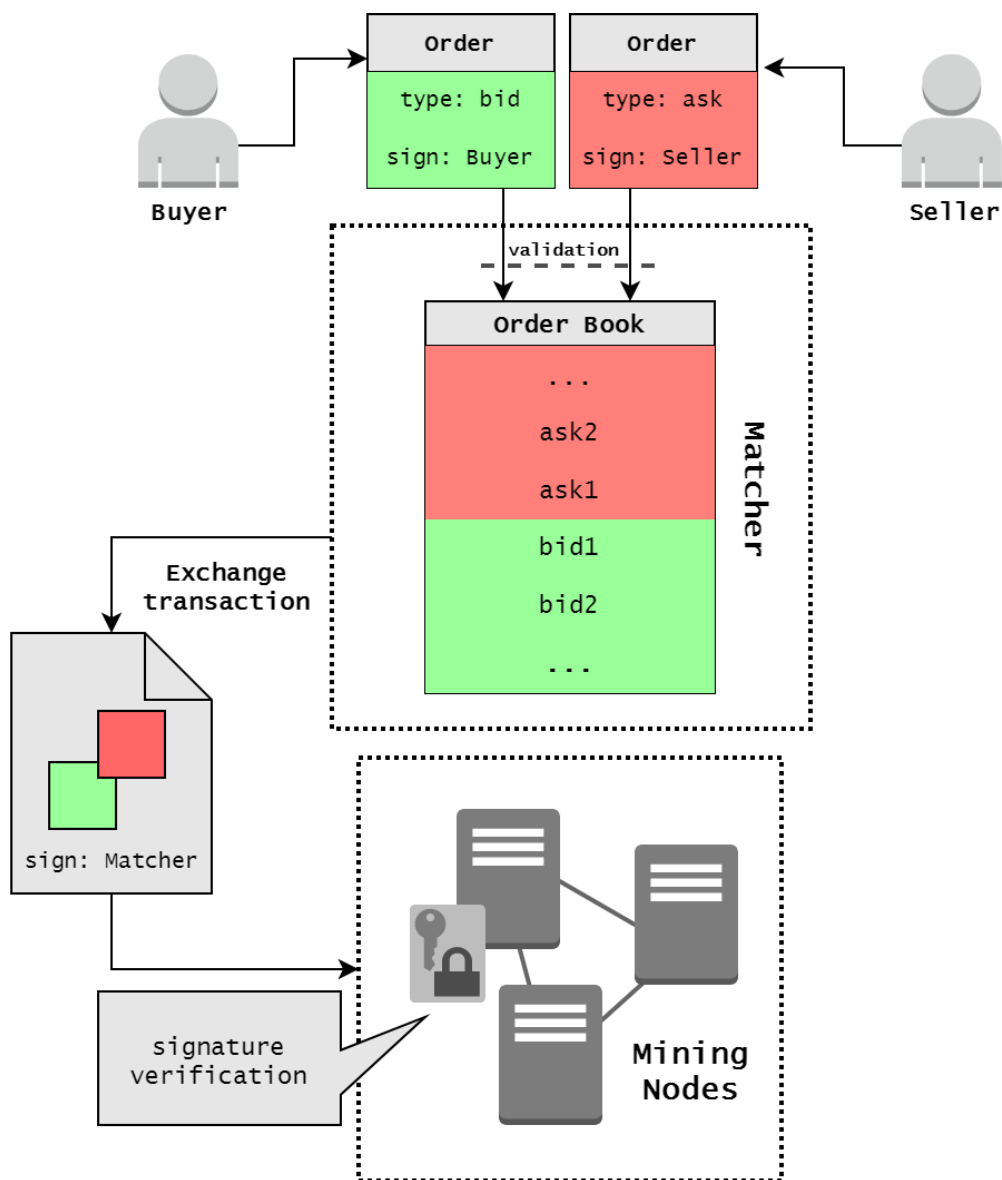 Order
type: bid
sign: Buyer
Order
type: ask
sign: Seller
Buyer
Seller
validation
Order Book
...
ask2
ask1
bid1
bid2
...
Matcher
Exchange
transaction
sign: Matcher
signature
verification
Mining
Nodes